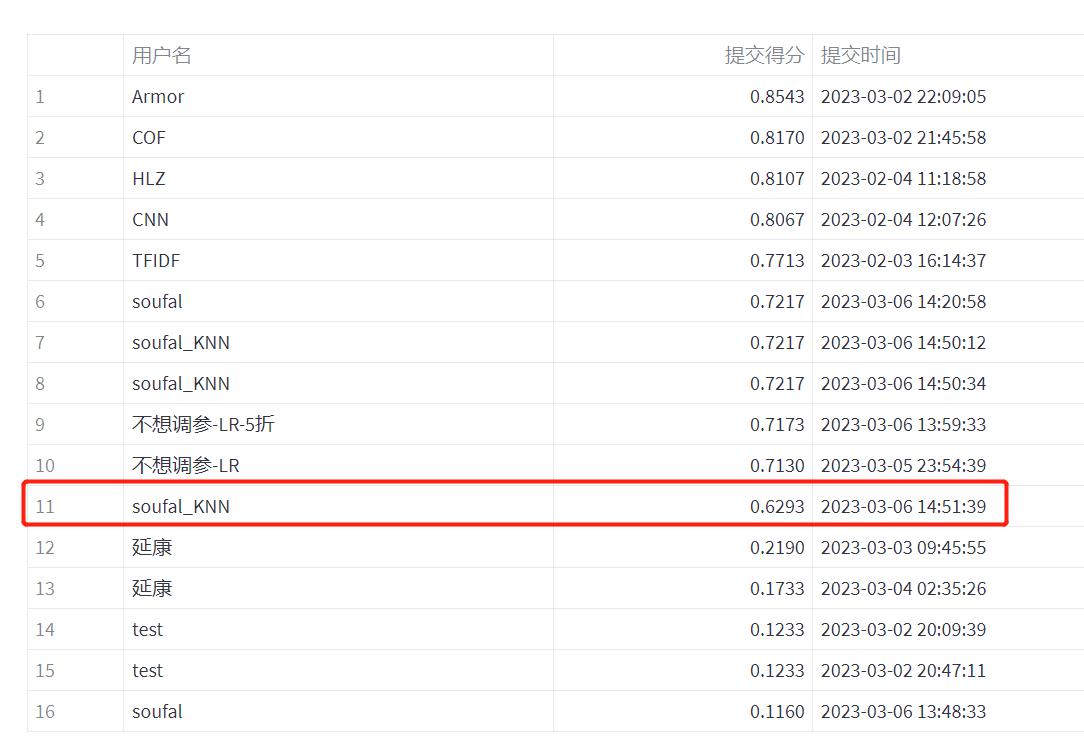 用户名 提交得分 提交时间
1 Armor 0.8543 2023-03-02 22:09:05
2 COF 0.8170 2023-03-02 21:45:58
3 HLZ 0.8107 2023-02-04 11:18:58
4 CNN 0.8067 2023-02-04 12:07:26
5 TFIDF 0.7713 2023-02-03 16:14:37
6 soufal 0.7217 2023-03-06 14:20:58
7 soufal_KNN 0.7217 2023-03-06 14:50:12
8 soufal_KNN 0.7217 2023-03-06 14:50:34
9 不想调参-LR-5折 0.7173 2023-03-06 13:59:33
10 不想调参-LR 0.7130 2023-03-05 23:54:39
11 soufal_KNN 0.6293 2023-03-06 14:51:39
12 延康 0.2190 2023-03-03 09:45:55
13 延康 0.1733 2023-03-04 02:35:26
14 test 0.1233 2023-03-02 20:09:39
15 test 0.1233 2023-03-02 20:47:11
16 soufal 0.1160 2023-03-06 13:48:33